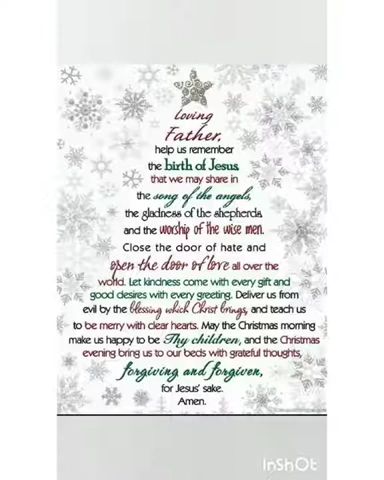 Loving
Father,
help us remember
the birth of Jesus,
that we may share in
the song of the angels,
the gladness of the shepherds,
and the worship of the wise men.
Close the door of hate and
open the door of love all over the
world. Let kindness come with every gift and
good desires with every greeting. Deliver us from
evil by the blessing which Christ brings, and teach us
to be merry with clear hearts. May the Christmas morning
make us happy to be Thy children, and the Christmas
evening bring us to our beds with grateful thoughts,
forgiving and forgiven,
for Jesus' sake.
Amen.
InShOt